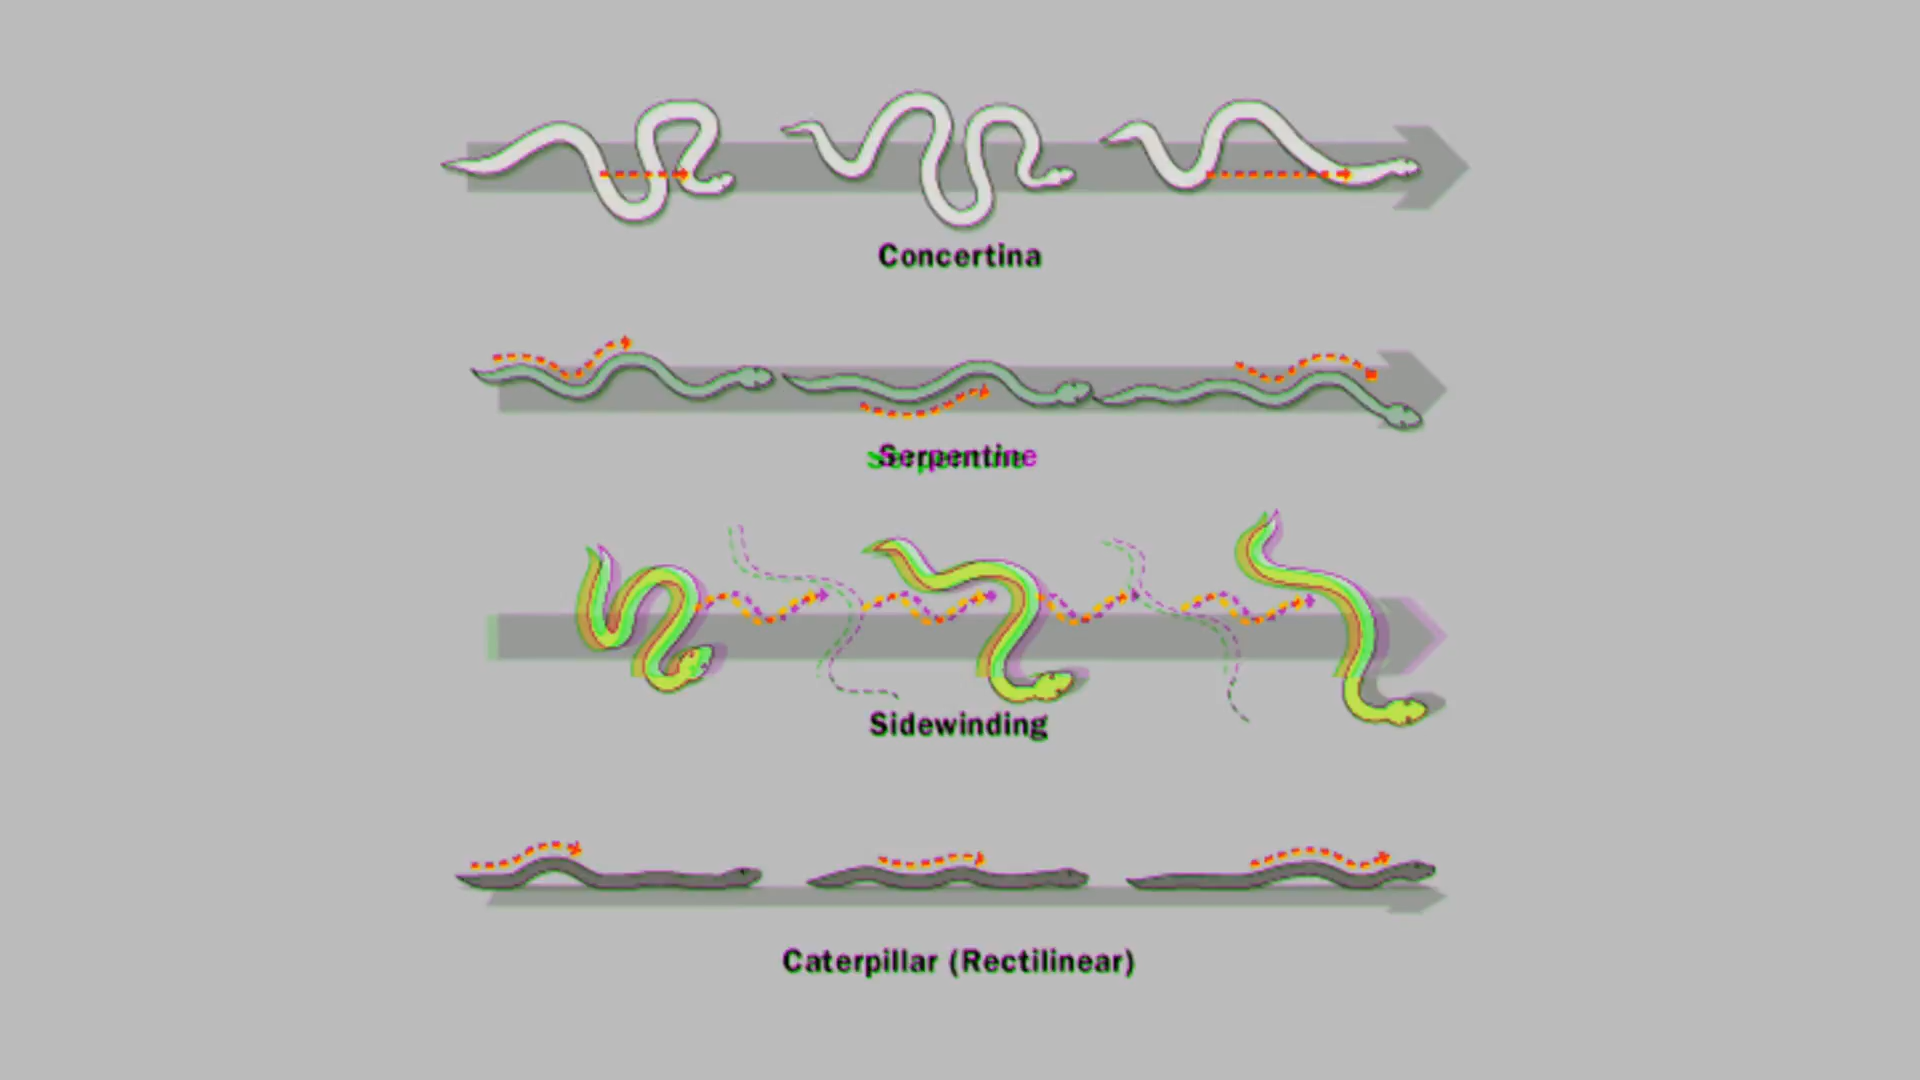 Concertina
Serpentine
Sidewinding
Caterpillar (Rectilinear)